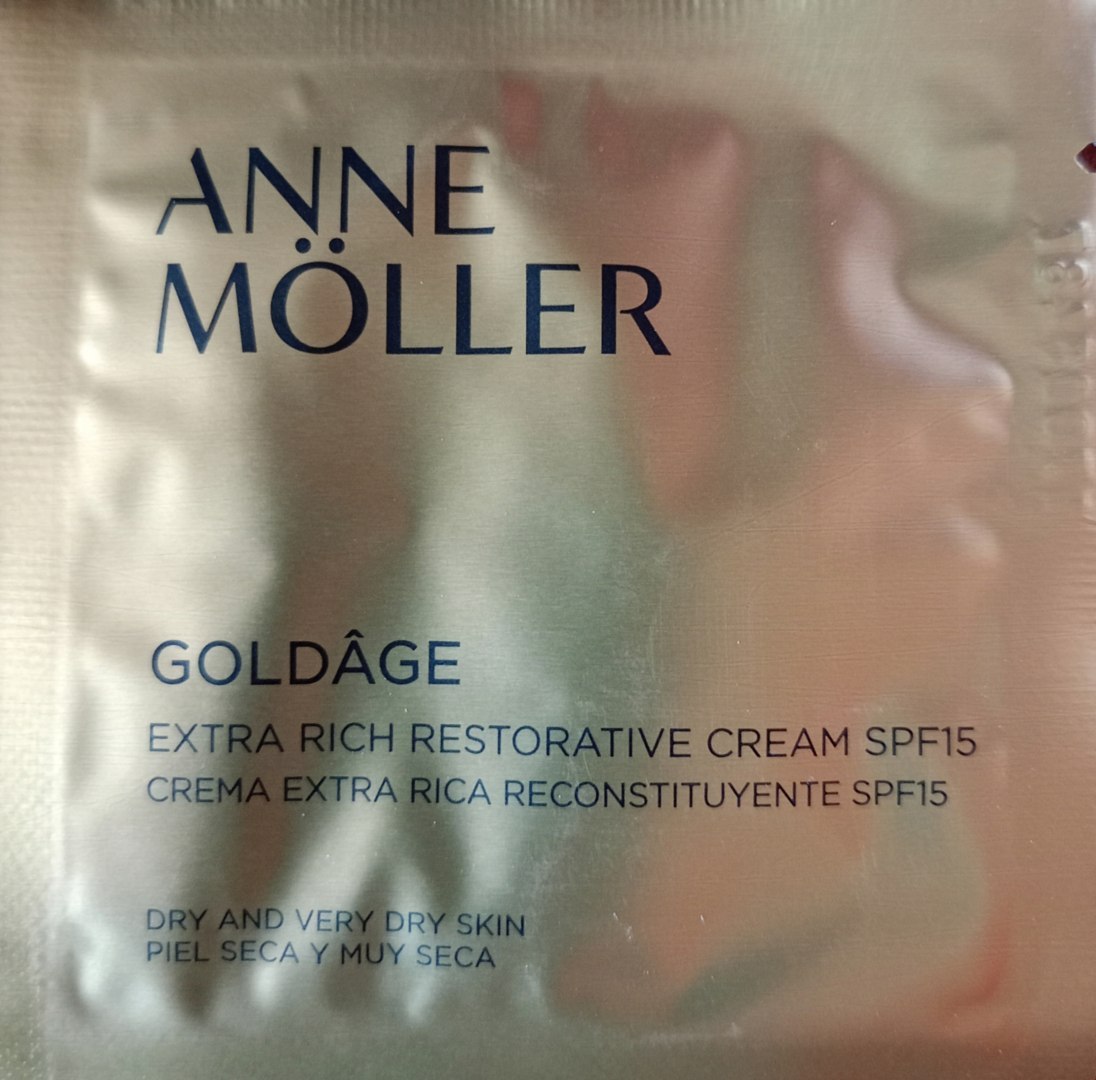 ANNE
MÖLLER
GOLDÂGE
EXTRA RICH RESTORATIVE CREAM SPF15
CREMA EXTRA RICA RECONSTITUYENTE SPF15
DRY AND VERY DRY SKIN
PIEL SECA Y MUY SECA